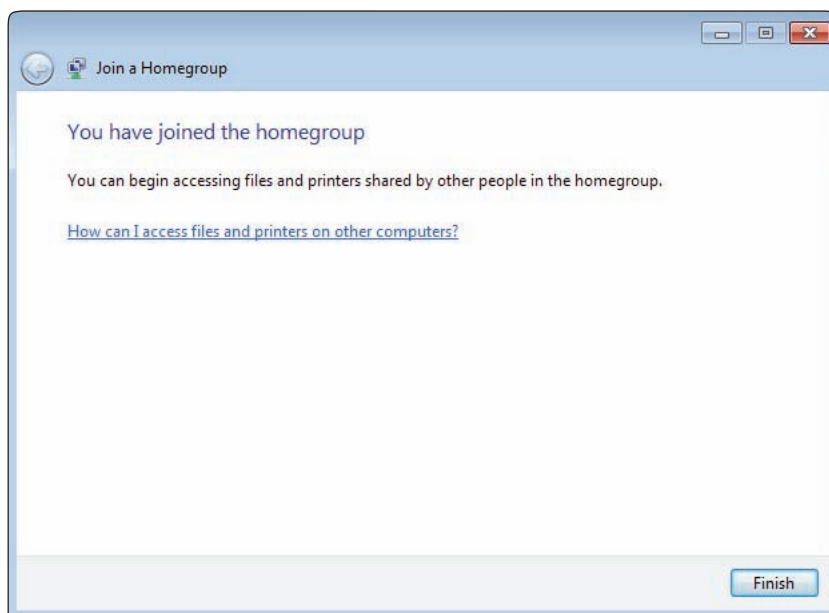 Join a Homegroup
You have joined the homegroup
You can begin accessing files and printers shared by other people in the homegroup.
How can I access files and printers on other computers?
Finish